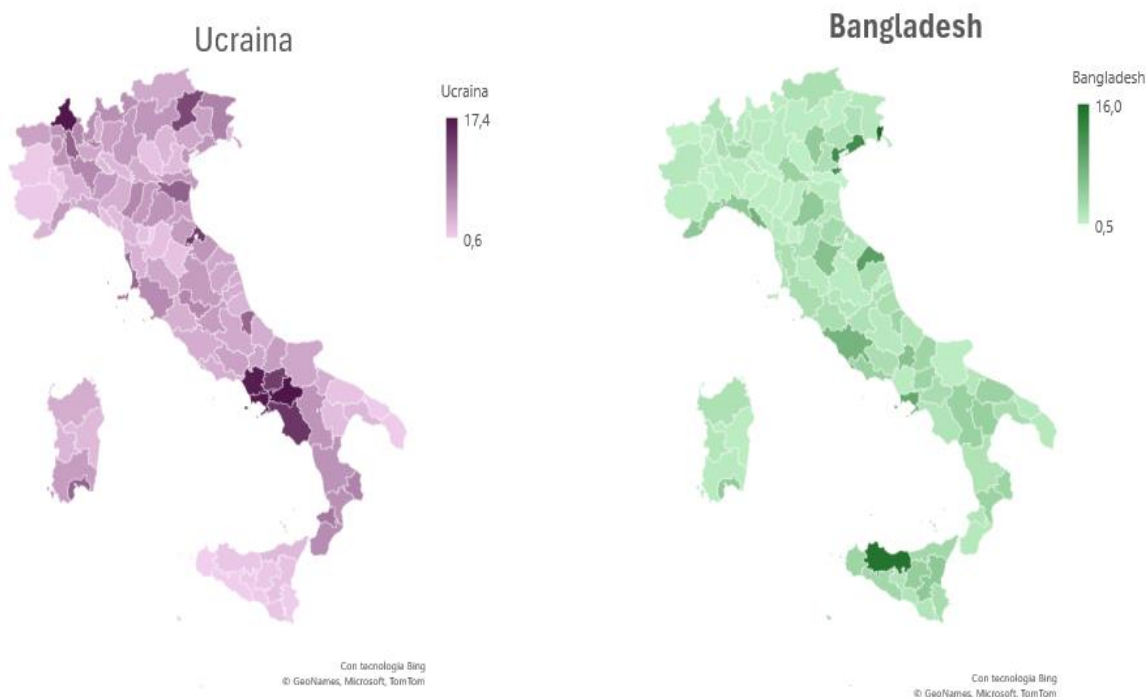 Ucraina
Ucraina
17,4
0,6
Con tecnologia Bing
© GeoNames, Microsoft, TomTom
Bangladesh
Bangladesh
16,0
0,5
Con tecnologia Bing
© GeoNames, Microsoft, TomTom